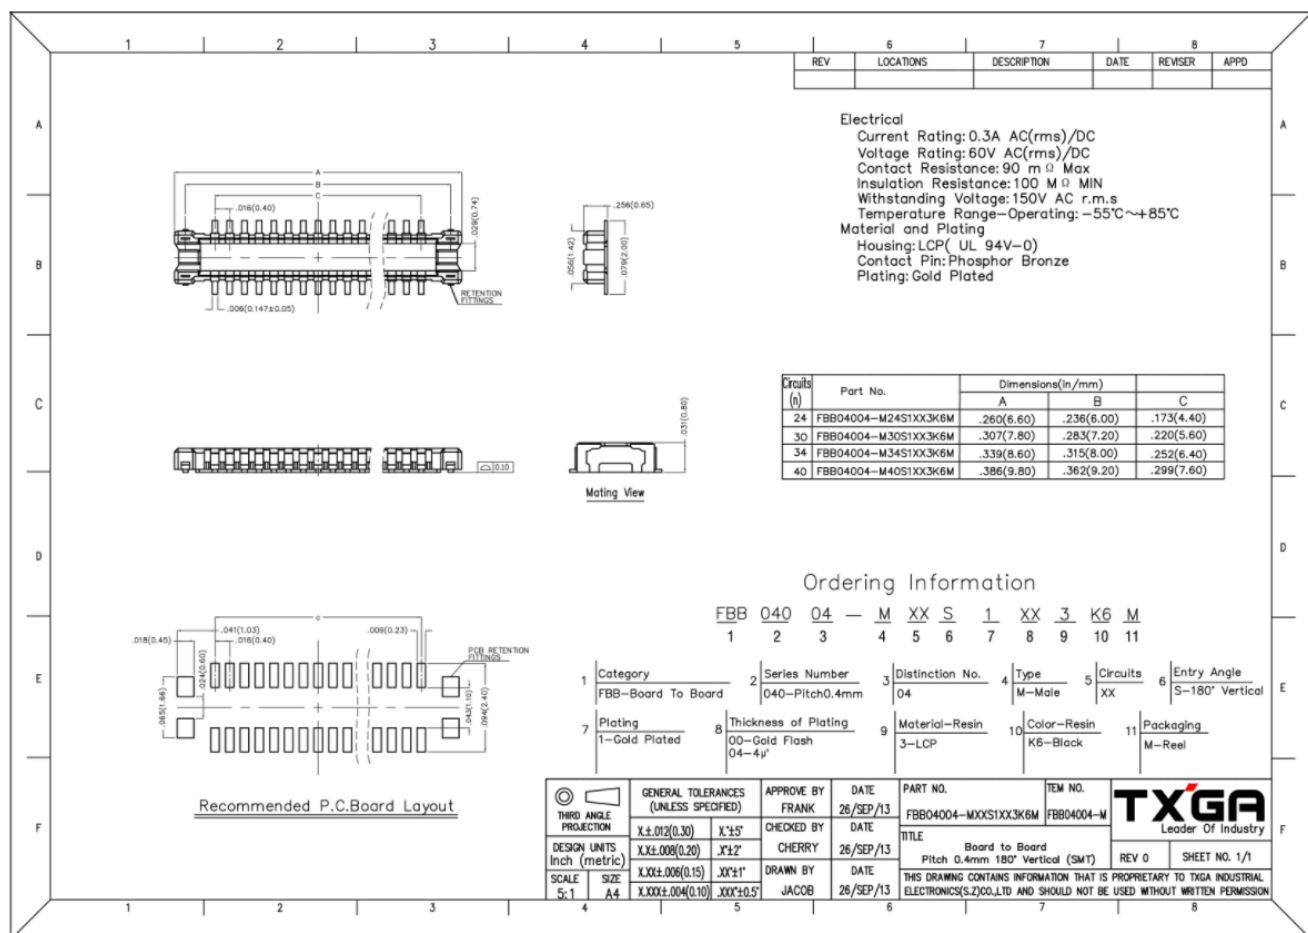 1 2 3 4 5 6 7 8
REV LOCATIONS DESCRIPTION DATE REVISER APPD
A A
B B
C C
D D
E E
F F
Electrical
Current Rating: 0.3A AC(rms)/DC
Voltage Rating: 60V AC(rms)/DC
Contact Resistance: 90 m Ω Max
Insulation Resistance: 100 M Ω MIN
Withstanding Voltage: 150V AC r.m.s
Temperature Range-Operating: -55°C~+85°C
Material and Plating
Housing: LCP( UL 94V-0)
Contact Pin: Phosphor Bronze
Plating: Gold Plated
A
B
C
.016(0.40)
.029(0.74)
.006(0.147±0.05)
RETENTION
FITTINGS
.256(0.65)
.056(1.42)
.079(2.00)
0.10
.031(0.80)
Mating View
Circuits (n) Part No. Dimensions(in/mm)
A B C
24 FBB04004-M24S1XX3K6M .260(6.60) .236(6.00) .173(4.40)
30 FBB04004-M30S1XX3K6M .307(7.80) .283(7.20) .220(5.60)
34 FBB04004-M34S1XX3K6M .339(8.60) .315(8.00) .252(6.40)
40 FBB04004-M40S1XX3K6M .386(9.80) .362(9.20) .299(7.60)
Ordering Information
FBB 040 04 - M XX S 1 XX 3 K6 M
1 2 3 4 5 6 7 8 9 10 11
1 Category
FBB-Board To Board
2 Series Number
040-Pitch0.4mm
3 Distinction No.
04
4 Type
M-Male
5 Circuits
XX
6 Entry Angle
S-180° Vertical
7 Plating
1-Gold Plated
8 Thickness of Plating
00-Gold Flash
04-4μ"
9 Material-Resin
3-LCP
10 Color-Resin
K6-Black
11 Packaging
M-Reel
C
.041(1.03)
.009(0.23)
.018(0.45)
.016(0.40)
.024(0.60)
.065(1.66)
PCB RETENTION
FITTINGS
.043(1.10)
.094(2.40)
Recommended P.C.Board Layout
THIRD ANGLE
PROJECTION
DESIGN UNITS
Inch (metric)
SCALE SIZE
5:1 A4
GENERAL TOLERANCES
(UNLESS SPECIFIED)
X.±.012(0.30) X.°±5°
X.X±.008(0.20) .X°±2°
X.XX±.006(0.15) .XX°±1°
X.XXX±.004(0.10) .XXX°±0.5°
APPROVE BY DATE
FRANK 26/SEP/13
CHECKED BY DATE
CHERRY 26/SEP/13
DRAWN BY DATE
JACOB 26/SEP/13
PART NO. ITEM NO.
FBB04004-MXXS1XX3K6M FBB04004-M
TITLE
Board to Board
Pitch 0.4mm 180° Vertical (SMT)
REV 0 SHEET NO. 1/1
TXGA
Leader Of Industry
THIS DRAWING CONTAINS INFORMATION THAT IS PROPRIETARY TO TXGA INDUSTRIAL
ELECTRONICS(S.Z)CO.,LTD AND SHOULD NOT BE USED WITHOUT WRITTEN PERMISSION
1 2 3 4 5 6 7 8